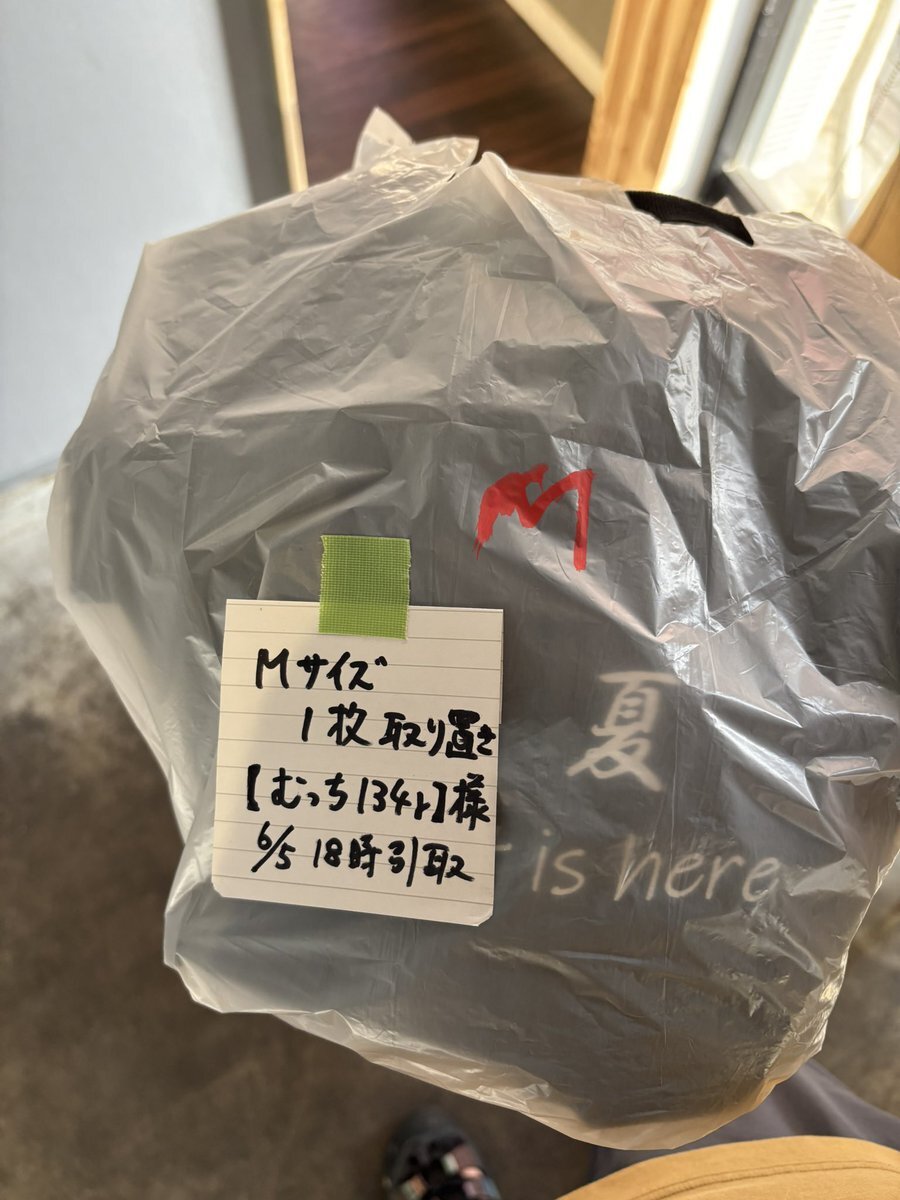 M
Mサイズ
1枚取り置き
【むっち134r】様
6/5 18時引取
夏
is here